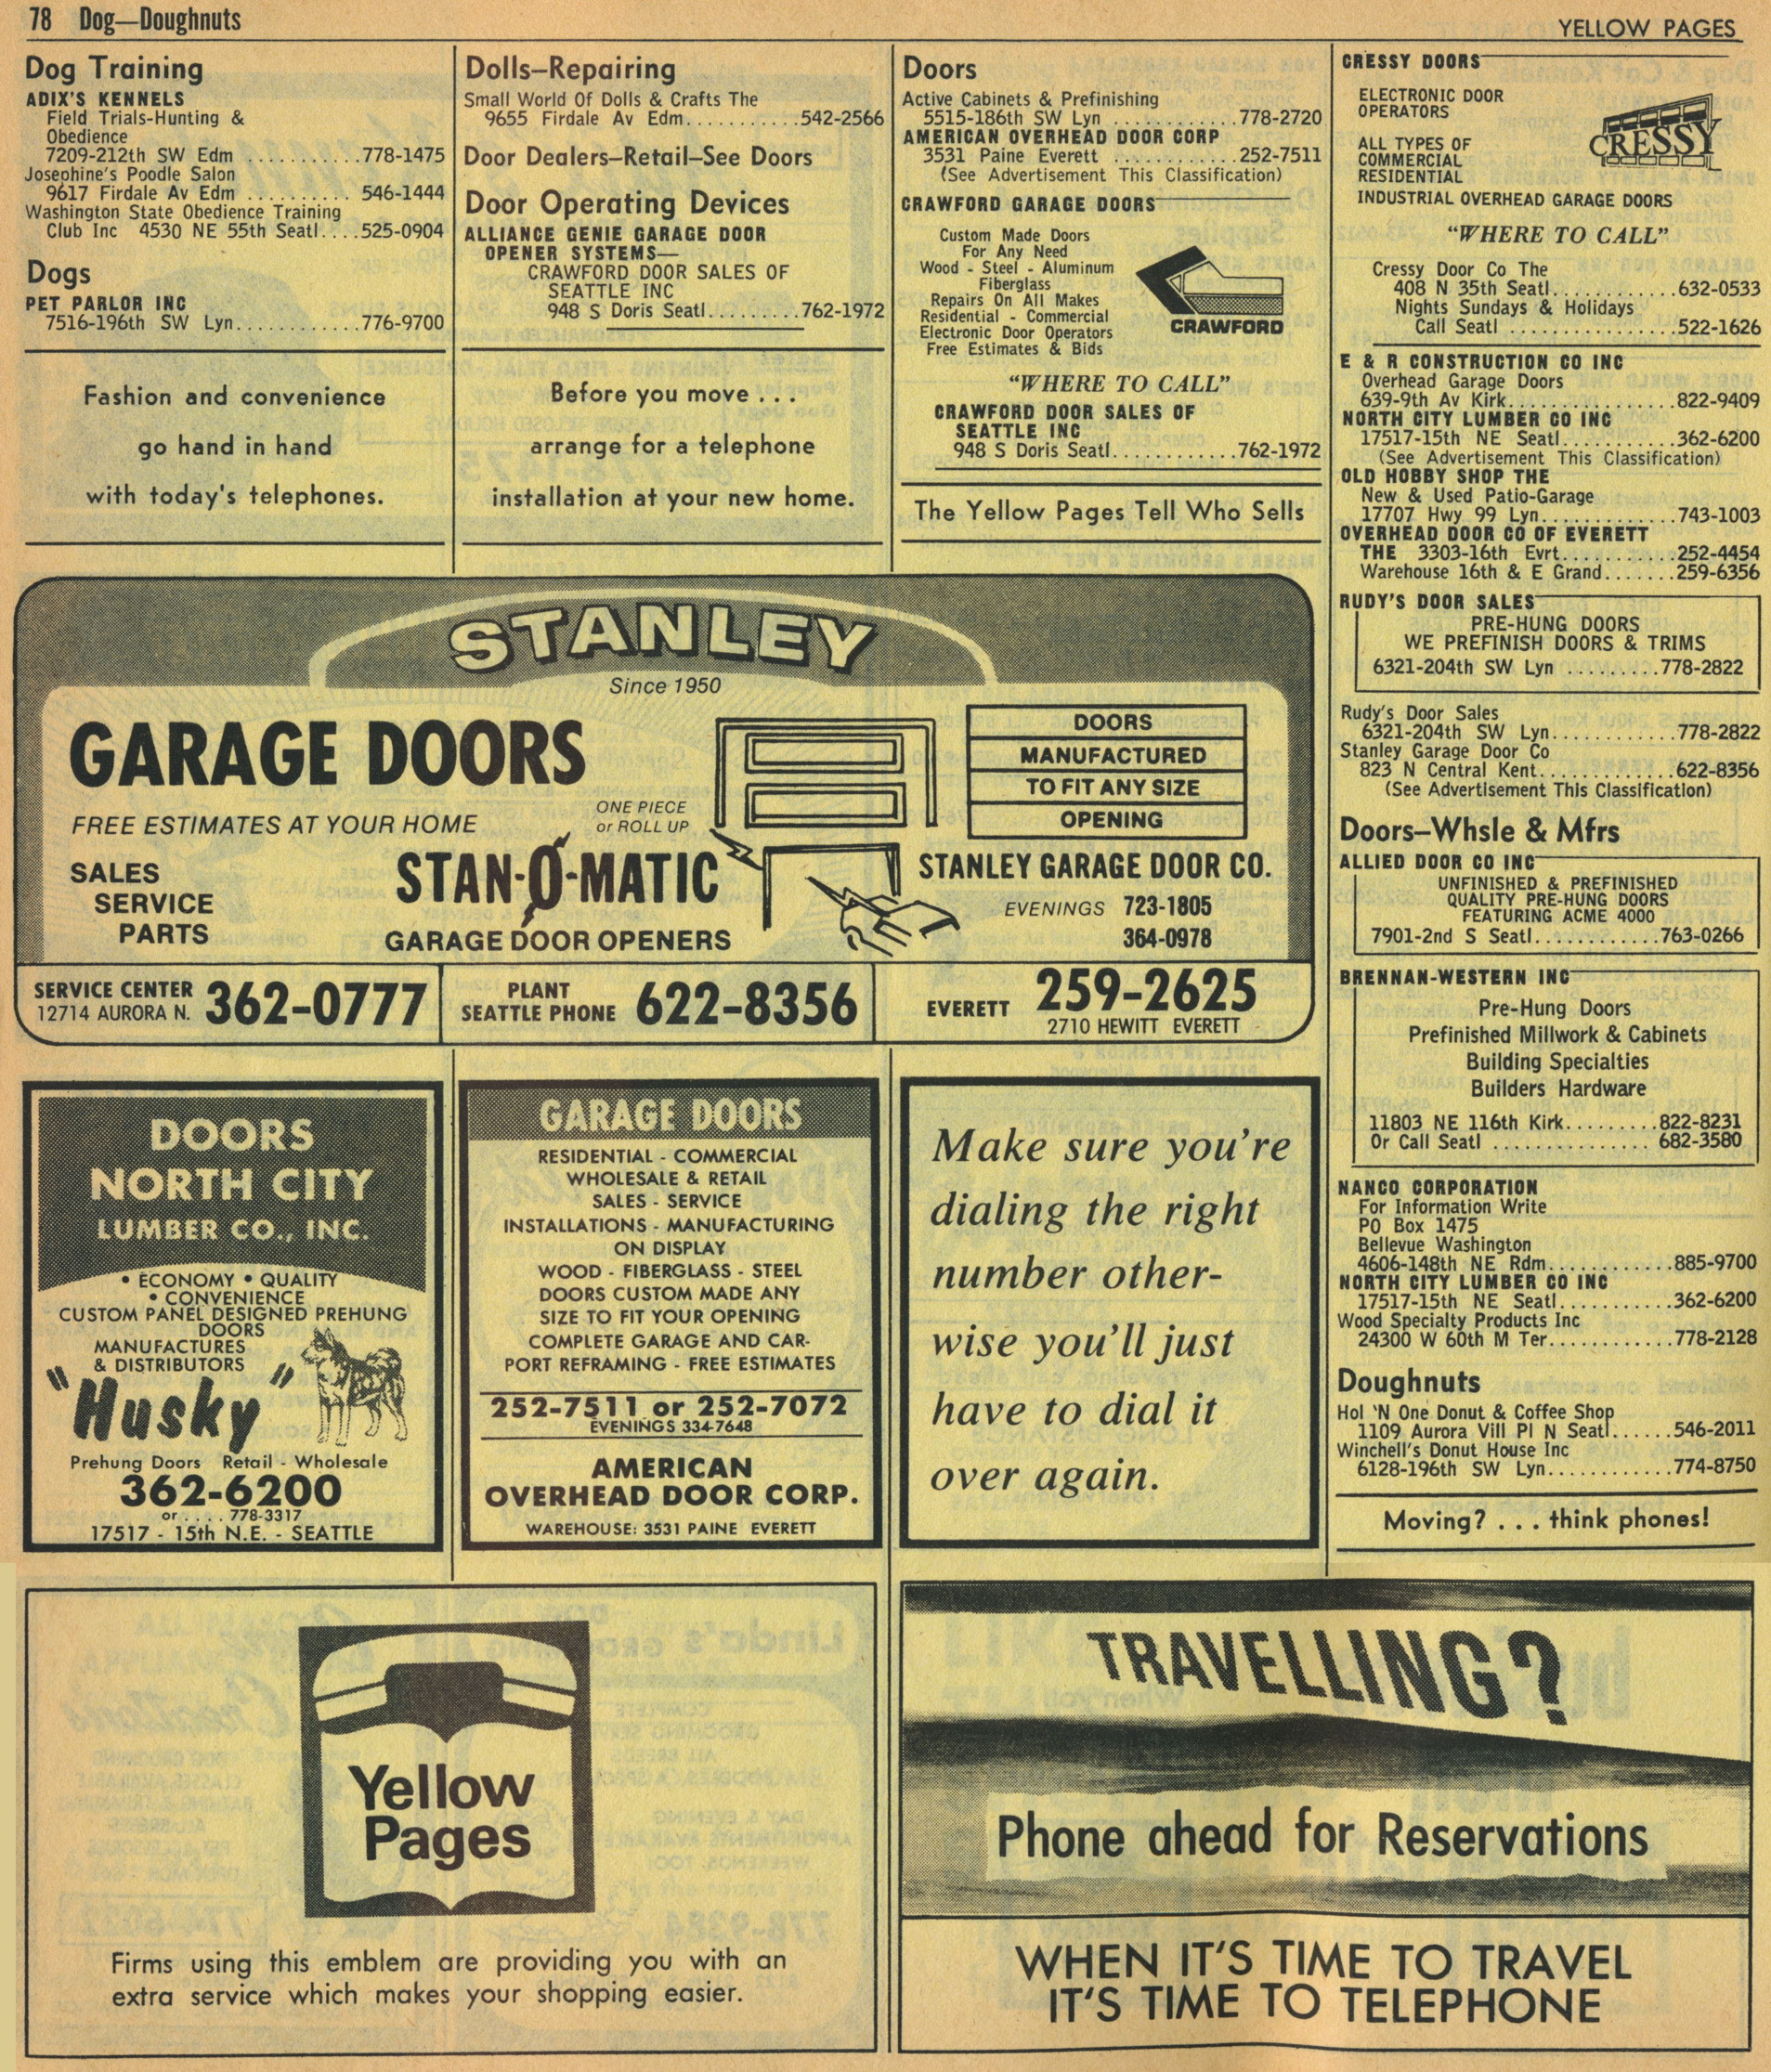 78 Dog—Doughnuts
YELLOW PAGES
Dog Training
ADIX'S KENNELS
Field Trials-Hunting &
Obedience
7209-212th SW Edm ...........778-1475
Josephine's Poodle Salon
9617 Firdale Av Edm .......... 546-1444
Washington State Obedience Training
Club Inc 4530 NE 55th Seatl....525-0904
Dogs
PET PARLOR INC
7516-196th SW Lyn............776-9700
Fashion and convenience
go hand in hand
with today's telephones.
Dolls—Repairing
Small World Of Dolls & Crafts The
9655 Firdale Av Edm...........542-2566
Door Dealers—Retail—See Doors
Door Operating Devices
ALLIANCE GENIE GARAGE DOOR
OPENER SYSTEMS—
CRAWFORD DOOR SALES OF
SEATTLE INC
948 S Doris Seatl.........762-1972
Before you move . . .
arrange for a telephone
installation at your new home.
Doors
Active Cabinets & Prefinishing
5515-186th SW Lyn ............778-2720
AMERICAN OVERHEAD DOOR CORP
3531 Paine Everett ............252-7511
(See Advertisement This Classification)
CRAWFORD GARAGE DOORS
Custom Made Doors
For Any Need
Wood - Steel - Aluminum
Fiberglass
Repairs On All Makes
Residential - Commercial
Electronic Door Operators
Free Estimates & Bids
CRAWFORD
"WHERE TO CALL"
CRAWFORD DOOR SALES OF
SEATTLE INC
948 S Doris Seatl............762-1972
The Yellow Pages Tell Who Sells
CRESSY DOORS
ELECTRONIC DOOR
OPERATORS
ALL TYPES OF
COMMERCIAL
RESIDENTIAL
CRESSY
INDUSTRIAL OVERHEAD GARAGE DOORS
"WHERE TO CALL"
Cressy Door Co The
408 N 35th Seatl............632-0533
Nights Sundays & Holidays
Call Seatl ..............522-1626
E & R CONSTRUCTION CO INC
Overhead Garage Doors
639-9th Av Kirk................822-9409
NORTH CITY LUMBER CO INC
17517-15th NE Seatl...........362-6200
(See Advertisement This Classification)
OLD HOBBY SHOP THE
New & Used Patio-Garage
17707 Hwy 99 Lyn.............743-1003
OVERHEAD DOOR CO OF EVERETT
THE 3303-16th Evrt...........252-4454
Warehouse 16th & E Grand.......259-6356
RUDY'S DOOR SALES
PRE-HUNG DOORS
WE PREFINISH DOORS & TRIMS
6321-204th SW Lyn .........778-2822
Rudy's Door Sales
6321-204th SW Lyn............778-2822
Stanley Garage Door Co
823 N Central Kent.............622-8356
(See Advertisement This Classification)
Doors—Whsle & Mfrs
ALLIED DOOR CO INC
UNFINISHED & PREFINISHED
QUALITY PRE-HUNG DOORS
FEATURING ACME 4000
7901-2nd S Seatl............763-0266
BRENNAN-WESTERN INC
Pre-Hung Doors
Prefinished Millwork & Cabinets
Building Specialties
Builders Hardware
11803 NE 116th Kirk.........822-8231
Or Call Seatl ............... 682-3580
NANCO CORPORATION
For Information Write
PO Box 1475
Bellevue Washington
4606-148th NE Rdm............885-9700
NORTH CITY LUMBER CO INC
17517-15th NE Seatl...........362-6200
Wood Specialty Products Inc
24300 W 60th M Ter............778-2128
Doughnuts
Hol 'N One Donut & Coffee Shop
1109 Aurora Vill Pl N Seatl......546-2011
Winchell's Donut House Inc
6128-196th SW Lyn............774-8750
Moving? . . . think phones!
STANLEY
Since 1950
GARAGE DOORS
FREE ESTIMATES AT YOUR HOME
ONE PIECE
or ROLL UP
SALES
SERVICE
PARTS
STAN-O-MATIC
GARAGE DOOR OPENERS
DOORS
MANUFACTURED
TO FIT ANY SIZE
OPENING
STANLEY GARAGE DOOR CO.
EVENINGS 723-1805
364-0978
SERVICE CENTER
12714 AURORA N. 362-0777
PLANT
SEATTLE PHONE 622-8356
EVERETT 259-2625
2710 HEWITT EVERETT
DOORS
NORTH CITY
LUMBER CO., INC.
• ECONOMY • QUALITY
• CONVENIENCE
CUSTOM PANEL DESIGNED PREHUNG
DOORS
MANUFACTURES
& DISTRIBUTORS
"Husky"
Prehung Doors Retail - Wholesale
362-6200
or . . . . 778-3317
17517 - 15th N.E. - SEATTLE
GARAGE DOORS
RESIDENTIAL - COMMERCIAL
WHOLESALE & RETAIL
SALES - SERVICE
INSTALLATIONS - MANUFACTURING
ON DISPLAY
WOOD - FIBERGLASS - STEEL
DOORS CUSTOM MADE ANY
SIZE TO FIT YOUR OPENING
COMPLETE GARAGE AND CAR-
PORT REFRAMING - FREE ESTIMATES
252-7511 or 252-7072
EVENINGS 334-7648
AMERICAN
OVERHEAD DOOR CORP.
WAREHOUSE: 3531 PAINE EVERETT
Make sure you're
dialing the right
number other-
wise you'll just
have to dial it
over again.
Yellow
Pages
Firms using this emblem are providing you with an
extra service which makes your shopping easier.
TRAVELLING?
Phone ahead for Reservations
WHEN IT'S TIME TO TRAVEL
IT'S TIME TO TELEPHONE